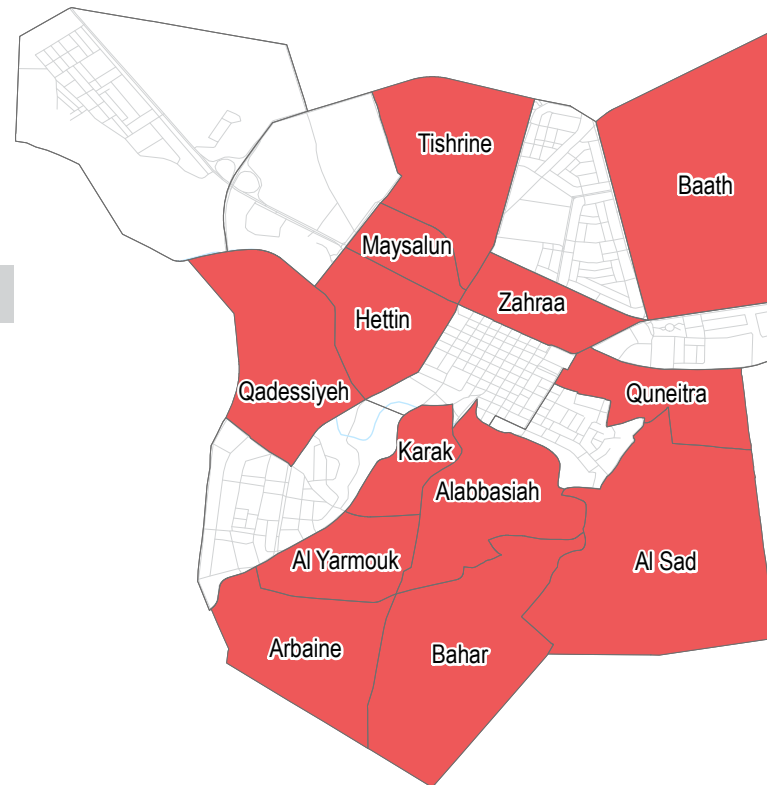 Tishrine
Baath
Maysalun
Zahraa
Hettin
Qadessiyeh
Quneitra
Karak
Alabbasiah
Al Yarmouk
Al Sad
Arbaine
Bahar